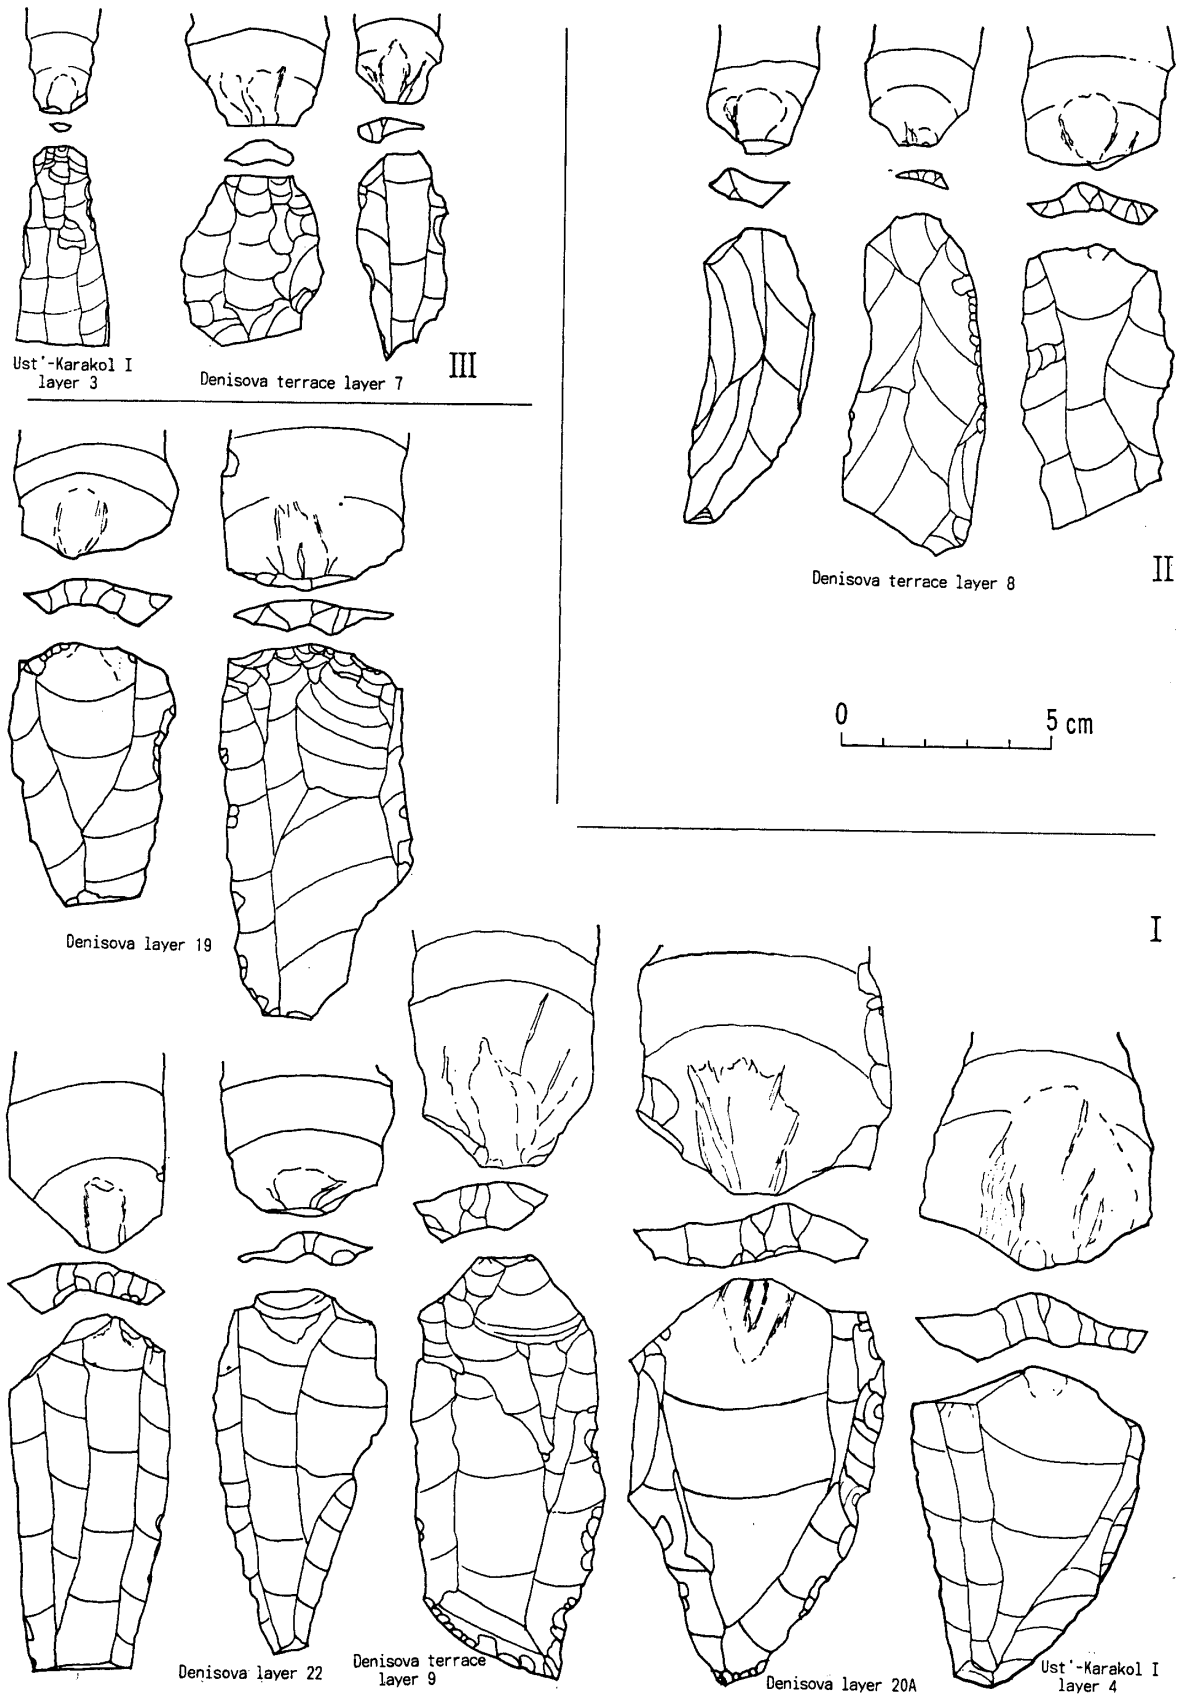 Ust'-Karakol I
layer 3
Denisova terrace layer 7
III
Denisova terrace layer 8
II
0 5 cm
Denisova layer 19
I
Denisova layer 22
Denisova terrace
layer 9
Denisova layer 20A
Ust'-Karakol I
layer 4